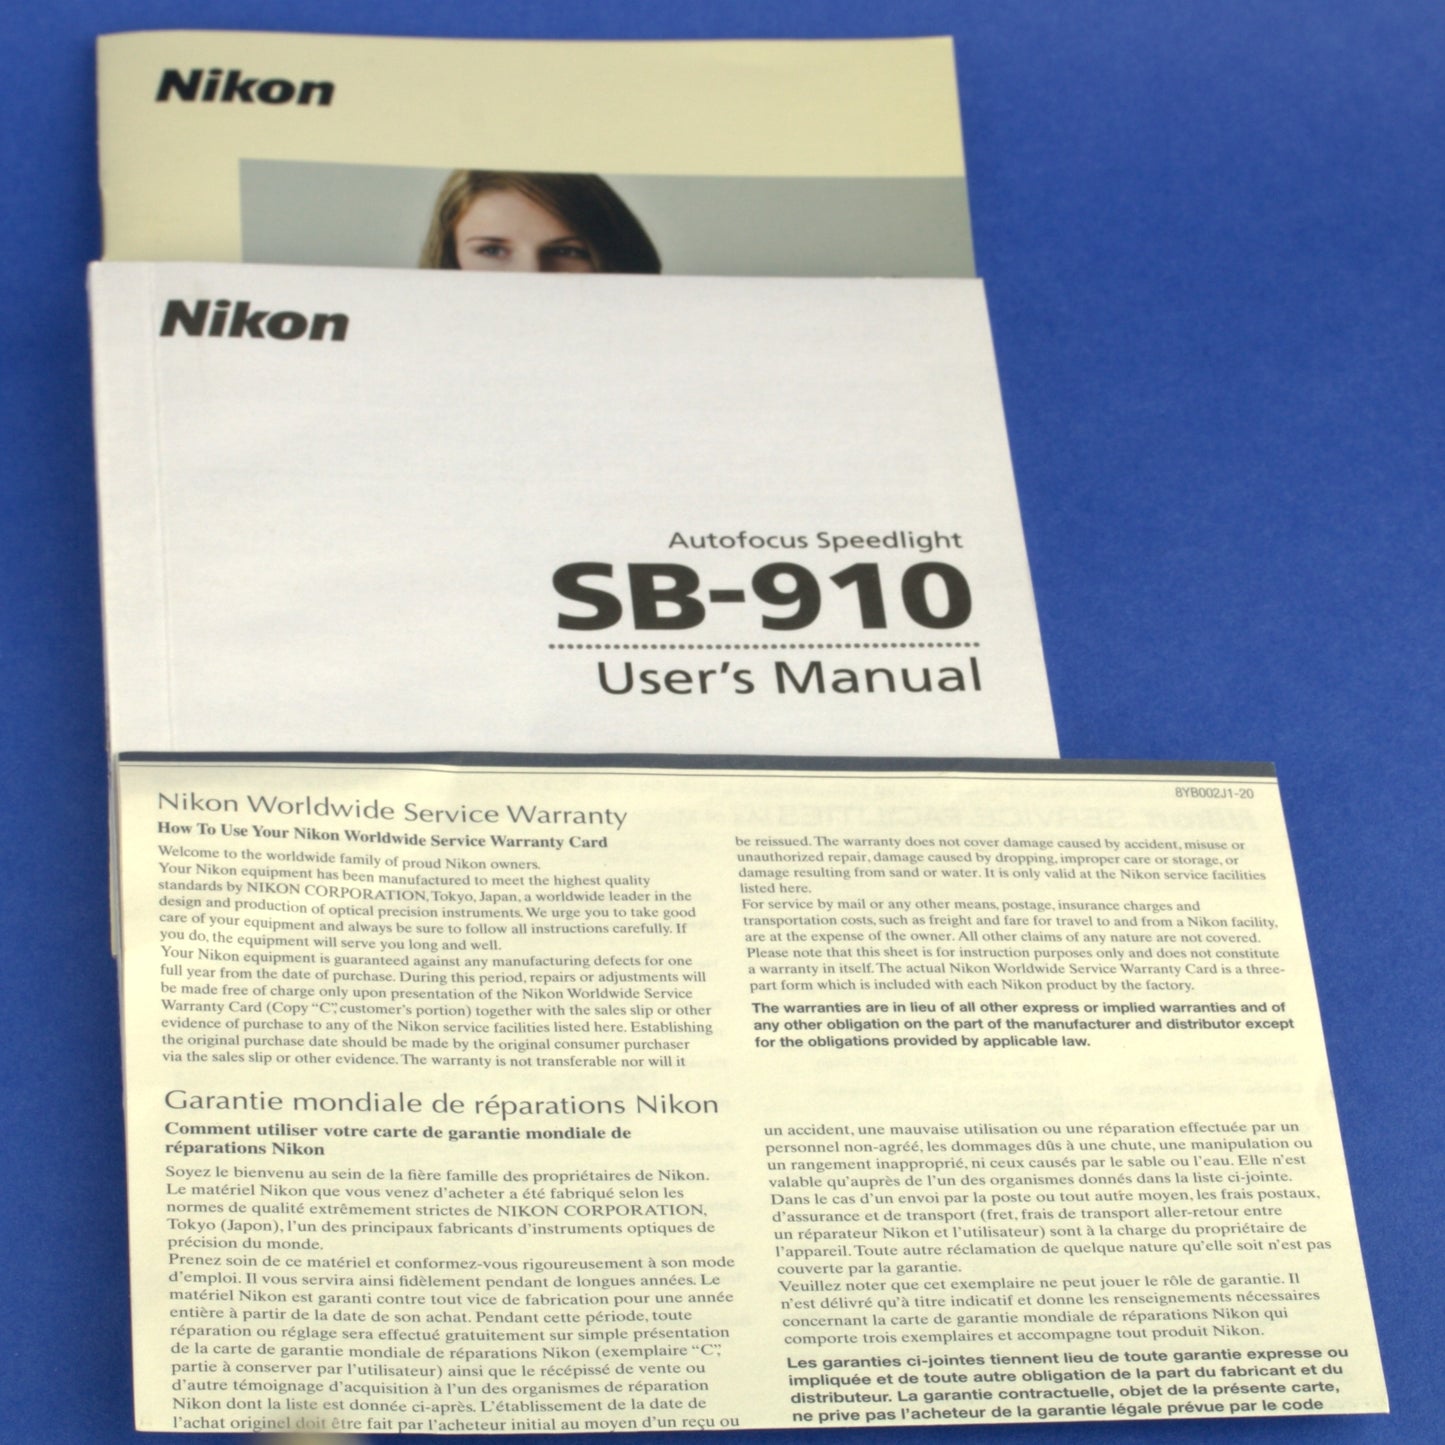 Nikon
Nikon
Autofocus Speedlight
SB-910
User's Manual
8YB002J1-20
Nikon Worldwide Service Warranty
How To Use Your Nikon Worldwide Service Warranty Card
Welcome to the worldwide family of proud Nikon owners.
Your Nikon equipment has been manufactured to meet the highest quality
standards by NIKON CORPORATION, Tokyo, Japan, a worldwide leader in the
design and production of optical precision instruments. We urge you to take good
care of your equipment and always be sure to follow all instructions carefully. If
you do, the equipment will serve you long and well.
Your Nikon equipment is guaranteed against any manufacturing defects for one
full year from the date of purchase. During this period, repairs or adjustments will
be made free of charge only upon presentation of the Nikon Worldwide Service
Warranty Card (Copy “C”, customer's portion) together with the sales slip or other
evidence of purchase to any of the Nikon service facilities listed here. Establishing
the original purchase date should be made by the original consumer purchaser
via the sales slip or other evidence. The warranty is not transferable nor will it
be reissued. The warranty does not cover damage caused by accident, misuse or
unauthorized repair, damage caused by dropping, improper care or storage, or
damage resulting from sand or water. It is only valid at the Nikon service facilities
listed here.
For service by mail or any other means, postage, insurance charges and
transportation costs, such as freight and fare for travel to and from a Nikon facility,
are at the expense of the owner. All other claims of any nature are not covered.
Please note that this sheet is for instruction purposes only and does not constitute
a warranty in itself. The actual Nikon Worldwide Service Warranty Card is a three-
part form which is included with each Nikon product by the factory.
The warranties are in lieu of all other express or implied warranties and of
any other obligation on the part of the manufacturer and distributor except
for the obligations provided by applicable law.
Garantie mondiale de réparations Nikon
Comment utiliser votre carte de garantie mondiale de
réparations Nikon
Soyez le bienvenu au sein de la fière famille des propriétaires de Nikon.
Le matériel Nikon que vous venez d'acheter a été fabriqué selon les
normes de qualité extrêmement strictes de NIKON CORPORATION,
Tokyo (Japon), l'un des principaux fabricants d'instruments optiques de
précision du monde.
Prenez soin de ce matériel et conformez-vous rigoureusement à son mode
d'emploi. Il vous servira ainsi fidèlement pendant de longues années. Le
matériel Nikon est garanti contre tout vice de fabrication pour une année
entière à partir de la date de son achat. Pendant cette période, toute
réparation ou réglage sera effectué gratuitement sur simple présentation
de la carte de garantie mondiale de réparations Nikon (exemplaire “C”,
partie à conserver par l'utilisateur) ainsi que le récépissé de vente ou
d'autre témoignage d'acquisition à l'un des organismes de réparation
Nikon dont la liste est donnée ci-après. L'établissement de la date de
l'achat originel doit être fait par l'acheteur initial au moyen d'un reçu ou
un accident, une mauvaise utilisation ou une réparation effectuée par un
personnel non-agréé, les dommages dûs à une chute, une manipulation ou
un rangement inapproprié, ni ceux causés par le sable ou l'eau. Elle n'est
valable qu'auprès de l'un des organismes donnés dans la liste ci-jointe.
Dans le cas d'un envoi par la poste ou tout autre moyen, les frais postaux,
d'assurance et de transport (fret, frais de transport aller-retour entre
un réparateur Nikon et l'utilisateur) sont à la charge du propriétaire de
l'appareil. Toute autre réclamation de quelque nature qu'elle soit n'est pas
couverte par la garantie.
Veuillez noter que cet exemplaire ne peut jouer le rôle de garantie. Il
n'est délivré qu'à titre indicatif et donne les renseignements nécessaires
concernant la carte de garantie mondiale de réparations Nikon qui
comporte trois exemplaires et accompagne tout produit Nikon.
Les garanties ci-jointes tiennent lieu de toute garantie expresse ou
impliquée et de toute autre obligation de la part du fabricant et du
distributeur. La garantie contractuelle, objet de la présente carte,
ne prive pas l'acheteur de la garantie légale prévue par le code